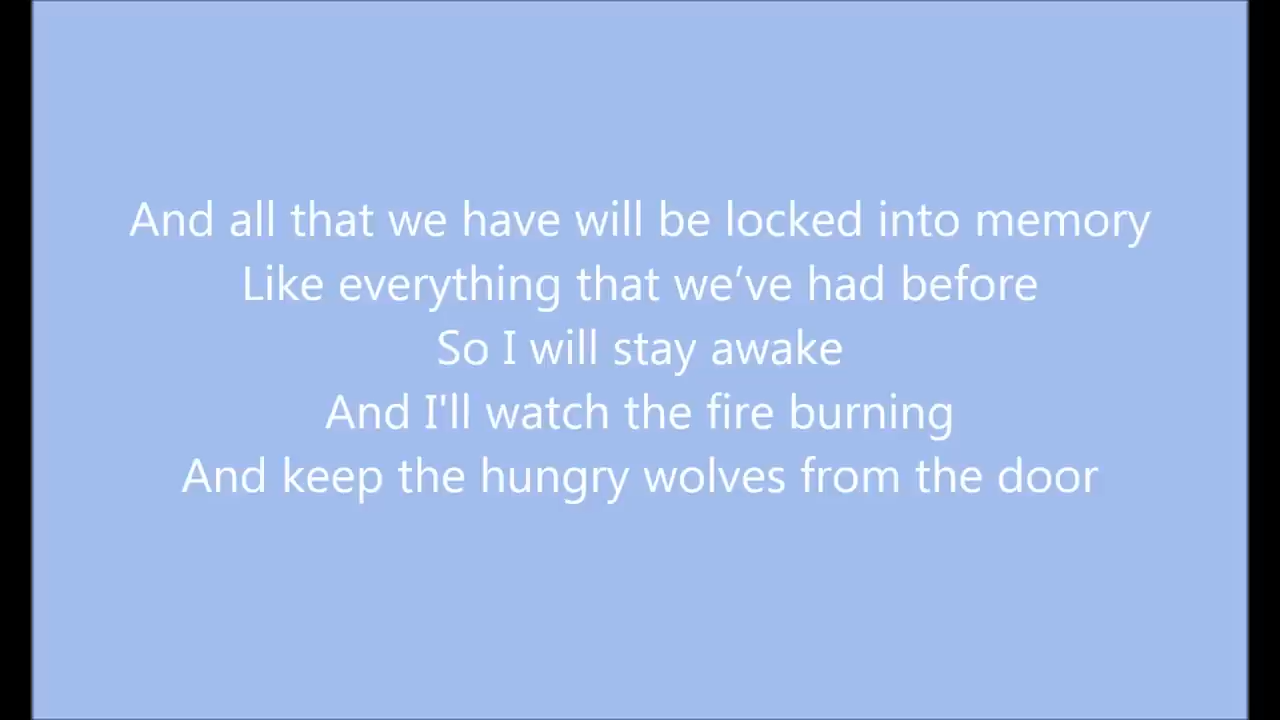 And all that we have will be locked into memory
Like everything that we’ve had before
So I will stay awake
And I'll watch the fire burning
And keep the hungry wolves from the door